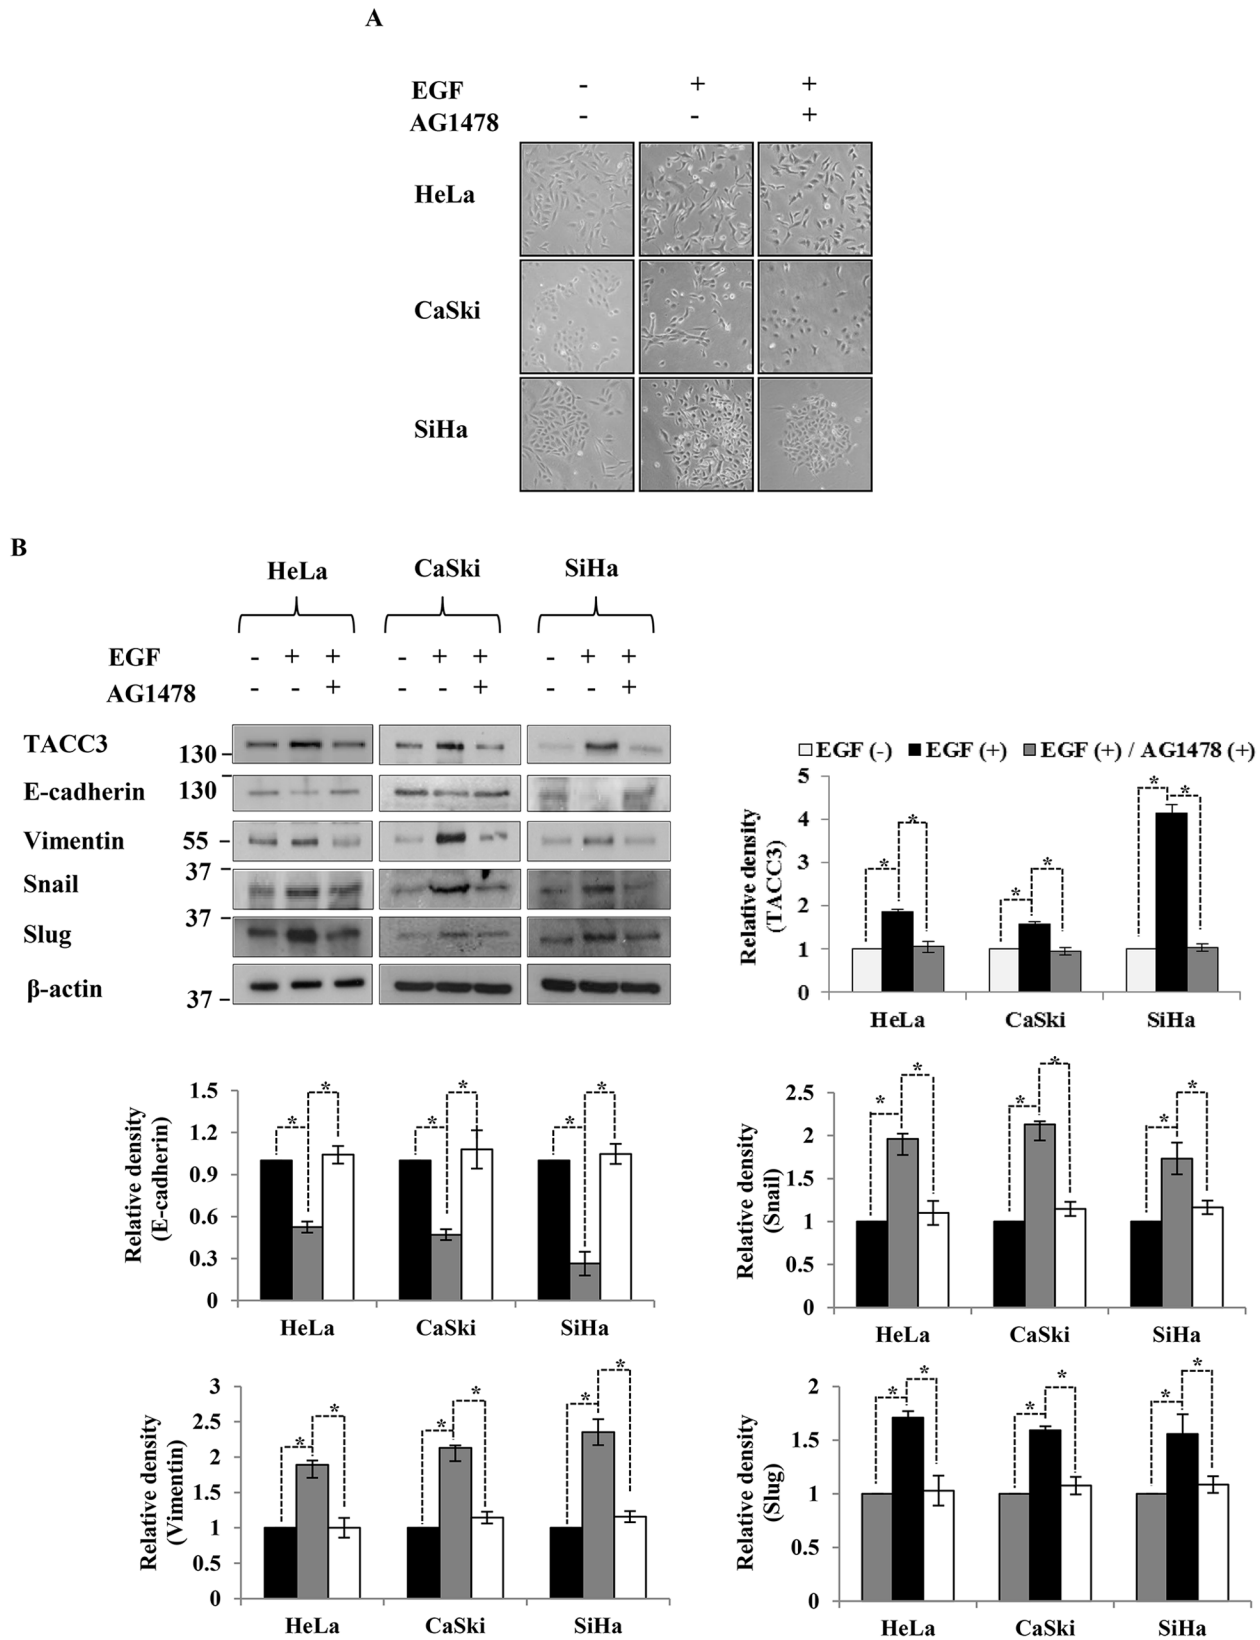 A
EGF - + +
AG1478 - - +
HeLa
CaSki
SiHa
B
HeLa CaSki SiHa
EGF - + + - + + - + +
AG1478 - - + - - + - - +
TACC3 130
E-cadherin 130
Vimentin 55
37
Snail
37
Slug
β-actin
37
EGF (-) EGF (+) EGF (+) / AG1478 (+)
Relative density
(TACC3)
5
4
3
2
1
0
* * * * * *
HeLa CaSki SiHa
Relative density
(E-cadherin)
1.5
1.2
0.9
0.6
0.3
0
* * * * * *
HeLa CaSki SiHa
Relative density
(Snail)
2.5
2
1.5
1
0.5
0
* * * * * *
HeLa CaSki SiHa
Relative density
(Vimentin)
3
2.5
2
1.5
1
0.5
0
* * * * * *
HeLa CaSki SiHa
Relative density
(Slug)
2
1.5
1
0.5
0
* * * * * *
HeLa CaSki SiHa